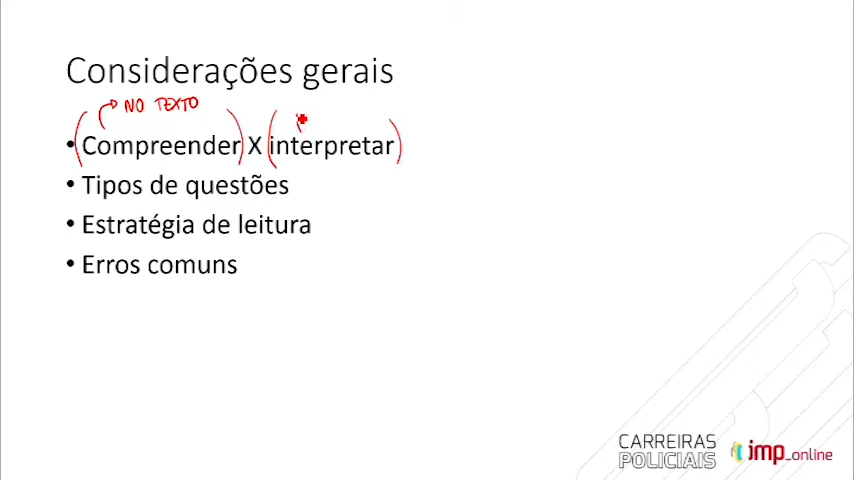 Considerações gerais
NO TEXTO
• Compreender X interpretar
• Tipos de questões
• Estratégia de leitura
• Erros comuns
CARREIRAS
POLICIAIS
imp_online